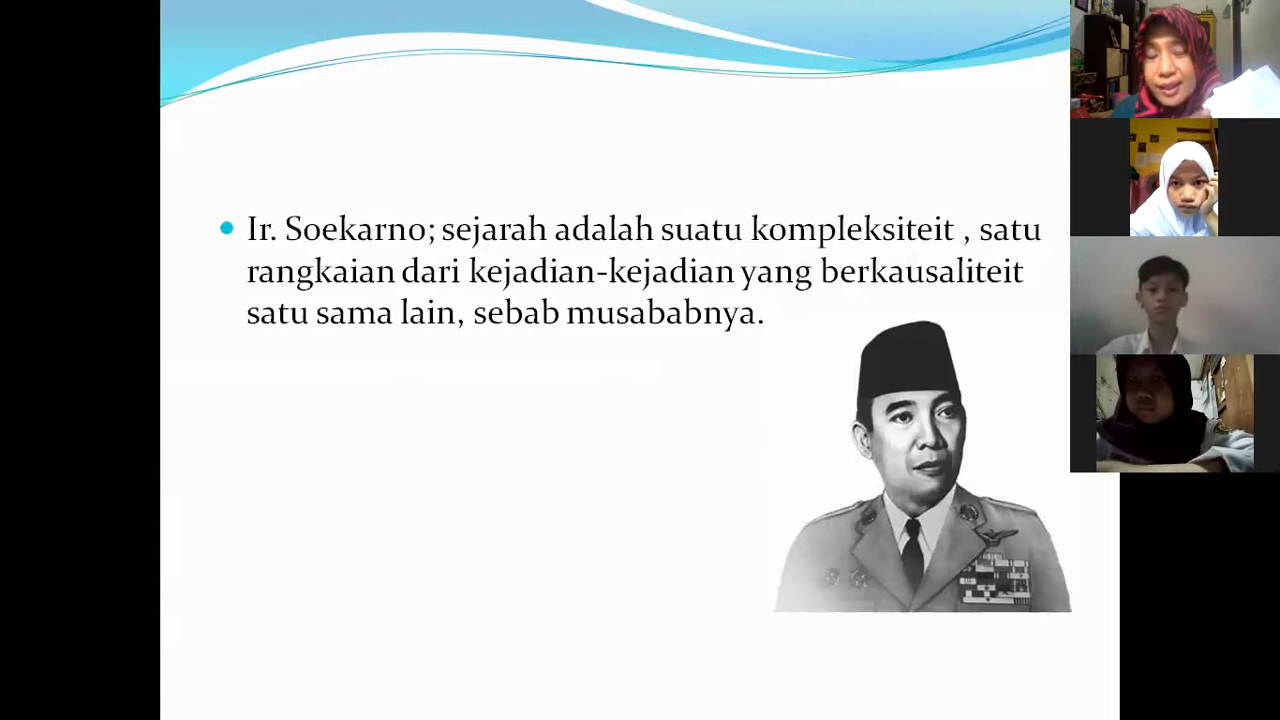 Ir. Soekarno; sejarah adalah suatu kompleksiteit , satu
rangkaian dari kejadian-kejadian yang berkausaliteit
satu sama lain, sebab musababnya.